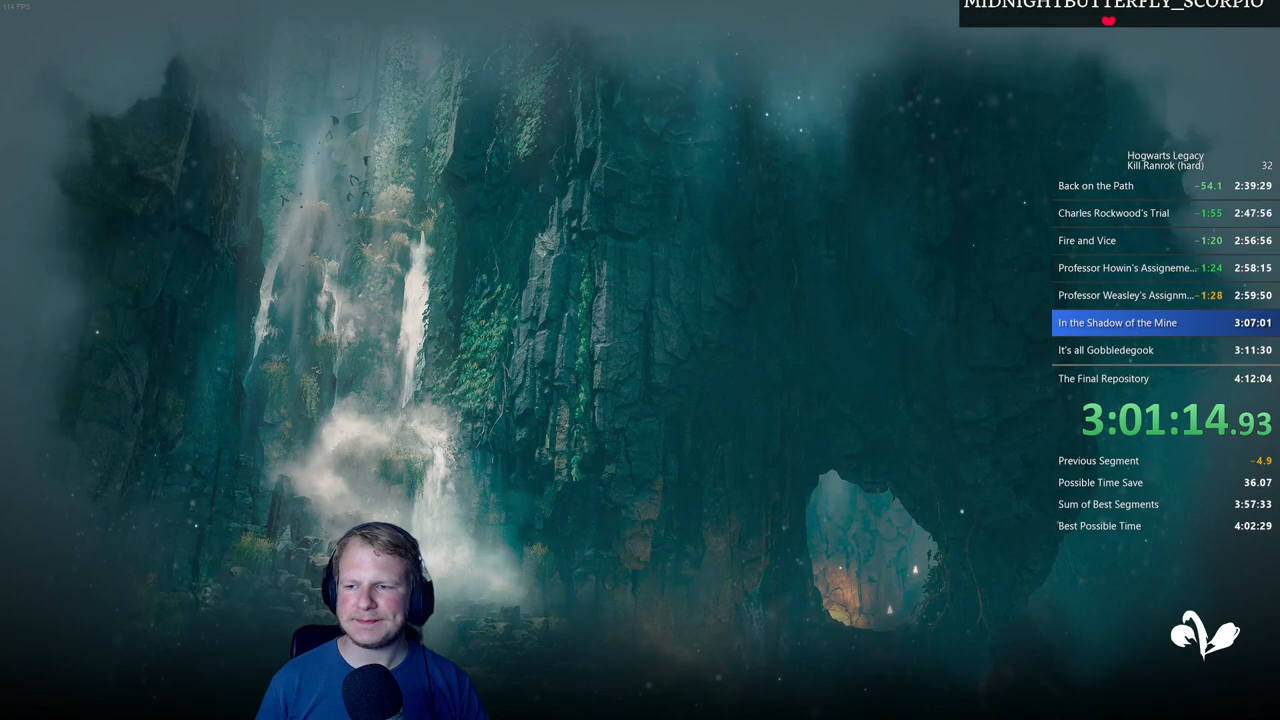 114 FPS
MIDNIGHTBUTTERFLY_SCORPIO
Hogwarts Legacy
Kill Ranrok (hard) 32
Back on the Path -54.1 2:39:29
Charles Rockwood's Trial -1:55 2:47:56
Fire and Vice -1:20 2:56:56
Professor Howin's Assigneme... -1:24 2:58:15
Professor Weasley's Assignm... -1:28 2:59:50
In the Shadow of the Mine 3:07:01
It's all Gobbledegook 3:11:30
The Final Repository 4:12:04
3:01:14.93
Previous Segment -4.9
Possible Time Save 36.07
Sum of Best Segments 3:57:33
Best Possible Time 4:02:29